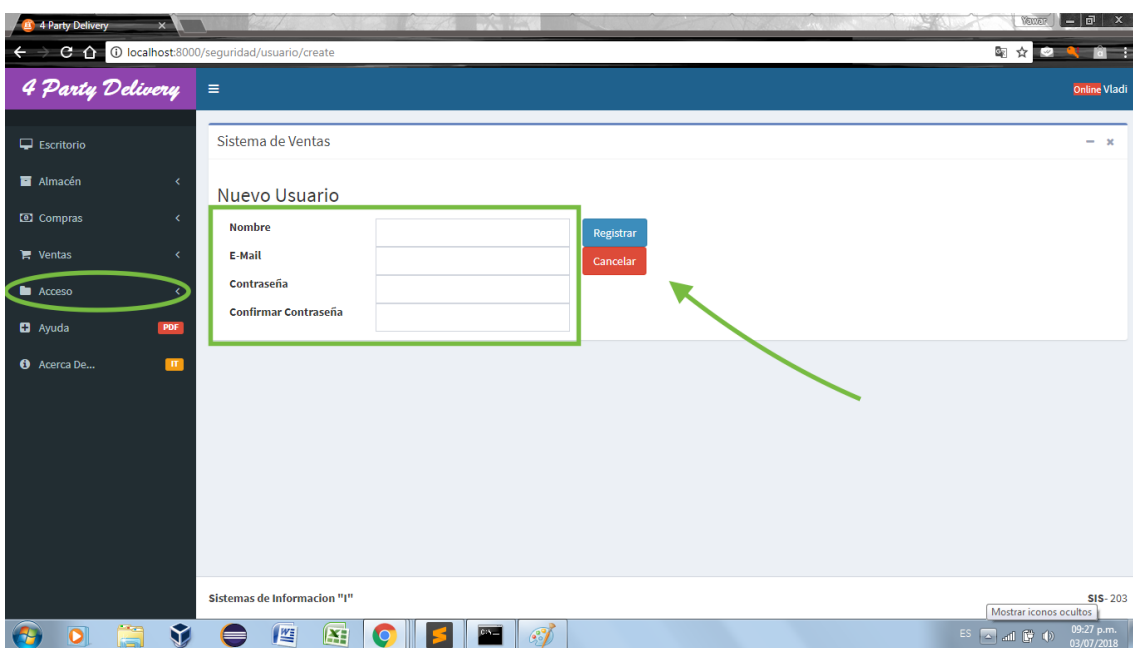 4 Party Delivery
Yawar
localhost:8000/seguridad/usuario/create
4 Party Delivery
Online Vladi
Escritorio
Sistema de Ventas
Almacén
Nuevo Usuario
Compras
Nombre
Registrar
Ventas
E-Mail
Cancelar
Acceso
Contraseña
Confirmar Contraseña
Ayuda
PDF
Acerca De...
IT
Sistemas de Informacion "I"
SIS- 203
Mostrar iconos ocultos
ES
09:27 p.m.
03/07/2018